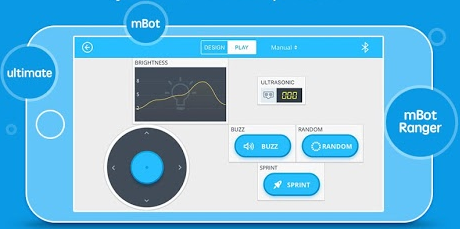 mBot
ultimate
DESIGN PLAY Manual
BRIGHTNESS
ULTRASONIC
000
mBot
Ranger
BUZZ
BUZZ
RANDOM
RANDOM
SPRINT
SPRINT